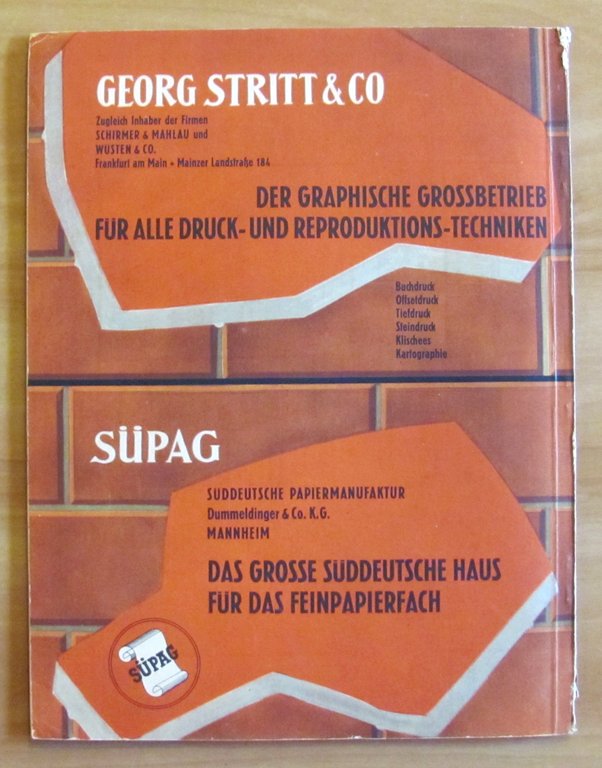 GEORG STRITT & CO
Zugleich Inhaber der Firmen
SCHIRMER & MAHLAU und
WÜSTEN & CO.
Frankfurt am Main • Mainzer Landstraße 184
DER GRAPHISCHE GROSSBETRIEB
FÜR ALLE DRUCK- UND REPRODUKTIONS-TECHNIKEN
Buchdruck
Offsetdruck
Tiefdruck
Steindruck
Klischees
Kartographie
SÜPAG
SÜDDEUTSCHE PAPIERMANUFAKTUR
Dummeldinger & Co. K.G.
MANNHEIM
DAS GROSSE SÜDDEUTSCHE HAUS
FÜR DAS FEINPAPIERFACH
SÜPAG